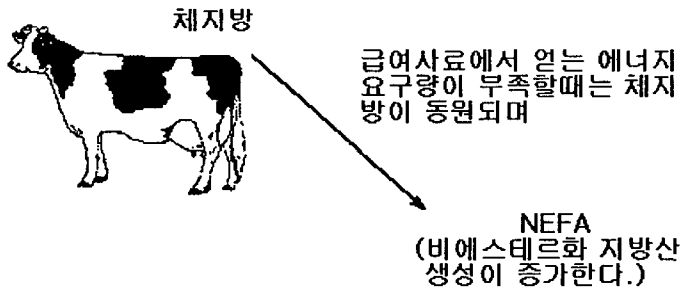 체지방
급여사료에서 얻는 에너지
요구량이 부족할때는 체지
방이 동원되며
NEFA
(비에스테르화 지방산
생성이 증가한다.)